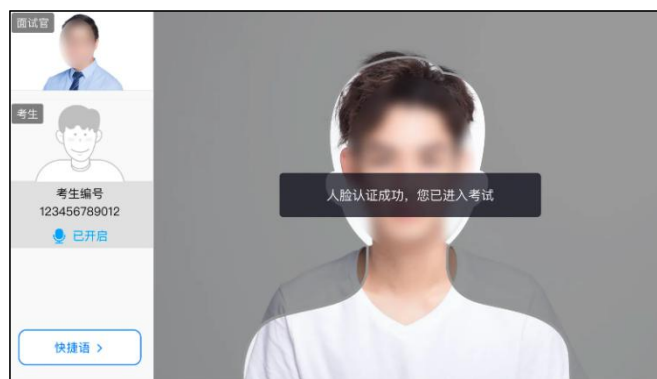 面试官
考生
考生编号
123456789012
已开启
快捷语 >
人脸认证成功，您已进入考试